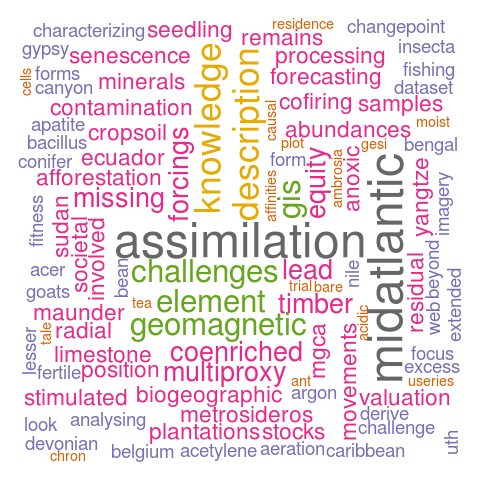 residence
characterizing seedling changepoint
gypsy senescence knowledge description remains insecta
cells forms minerals processing fishing
canyon forecasting dataset
contamination cofiring samples
apatite cropsoil forcings causal abundances moist
bacillus plot gesi bengal
conifer ecuador form equity ambrosia anoxic
afforestation gis midatlantic yangtze imagery
missing affinities
fitness sudan societal involved
assimilation
acer bean challenges lead nile residual web beyond extended
goats element trial bare
tea timber
maunder geomagnetic acidic
lesser tale radial
limestone coenriched mgca movements focus
fertile position multiproxy excess
ant useries
stimulated biogeographic argon valuation
look analysing metrosideros derive
plantations stocks challenge
devonian uth
chron belgium acetylene aeration caribbean